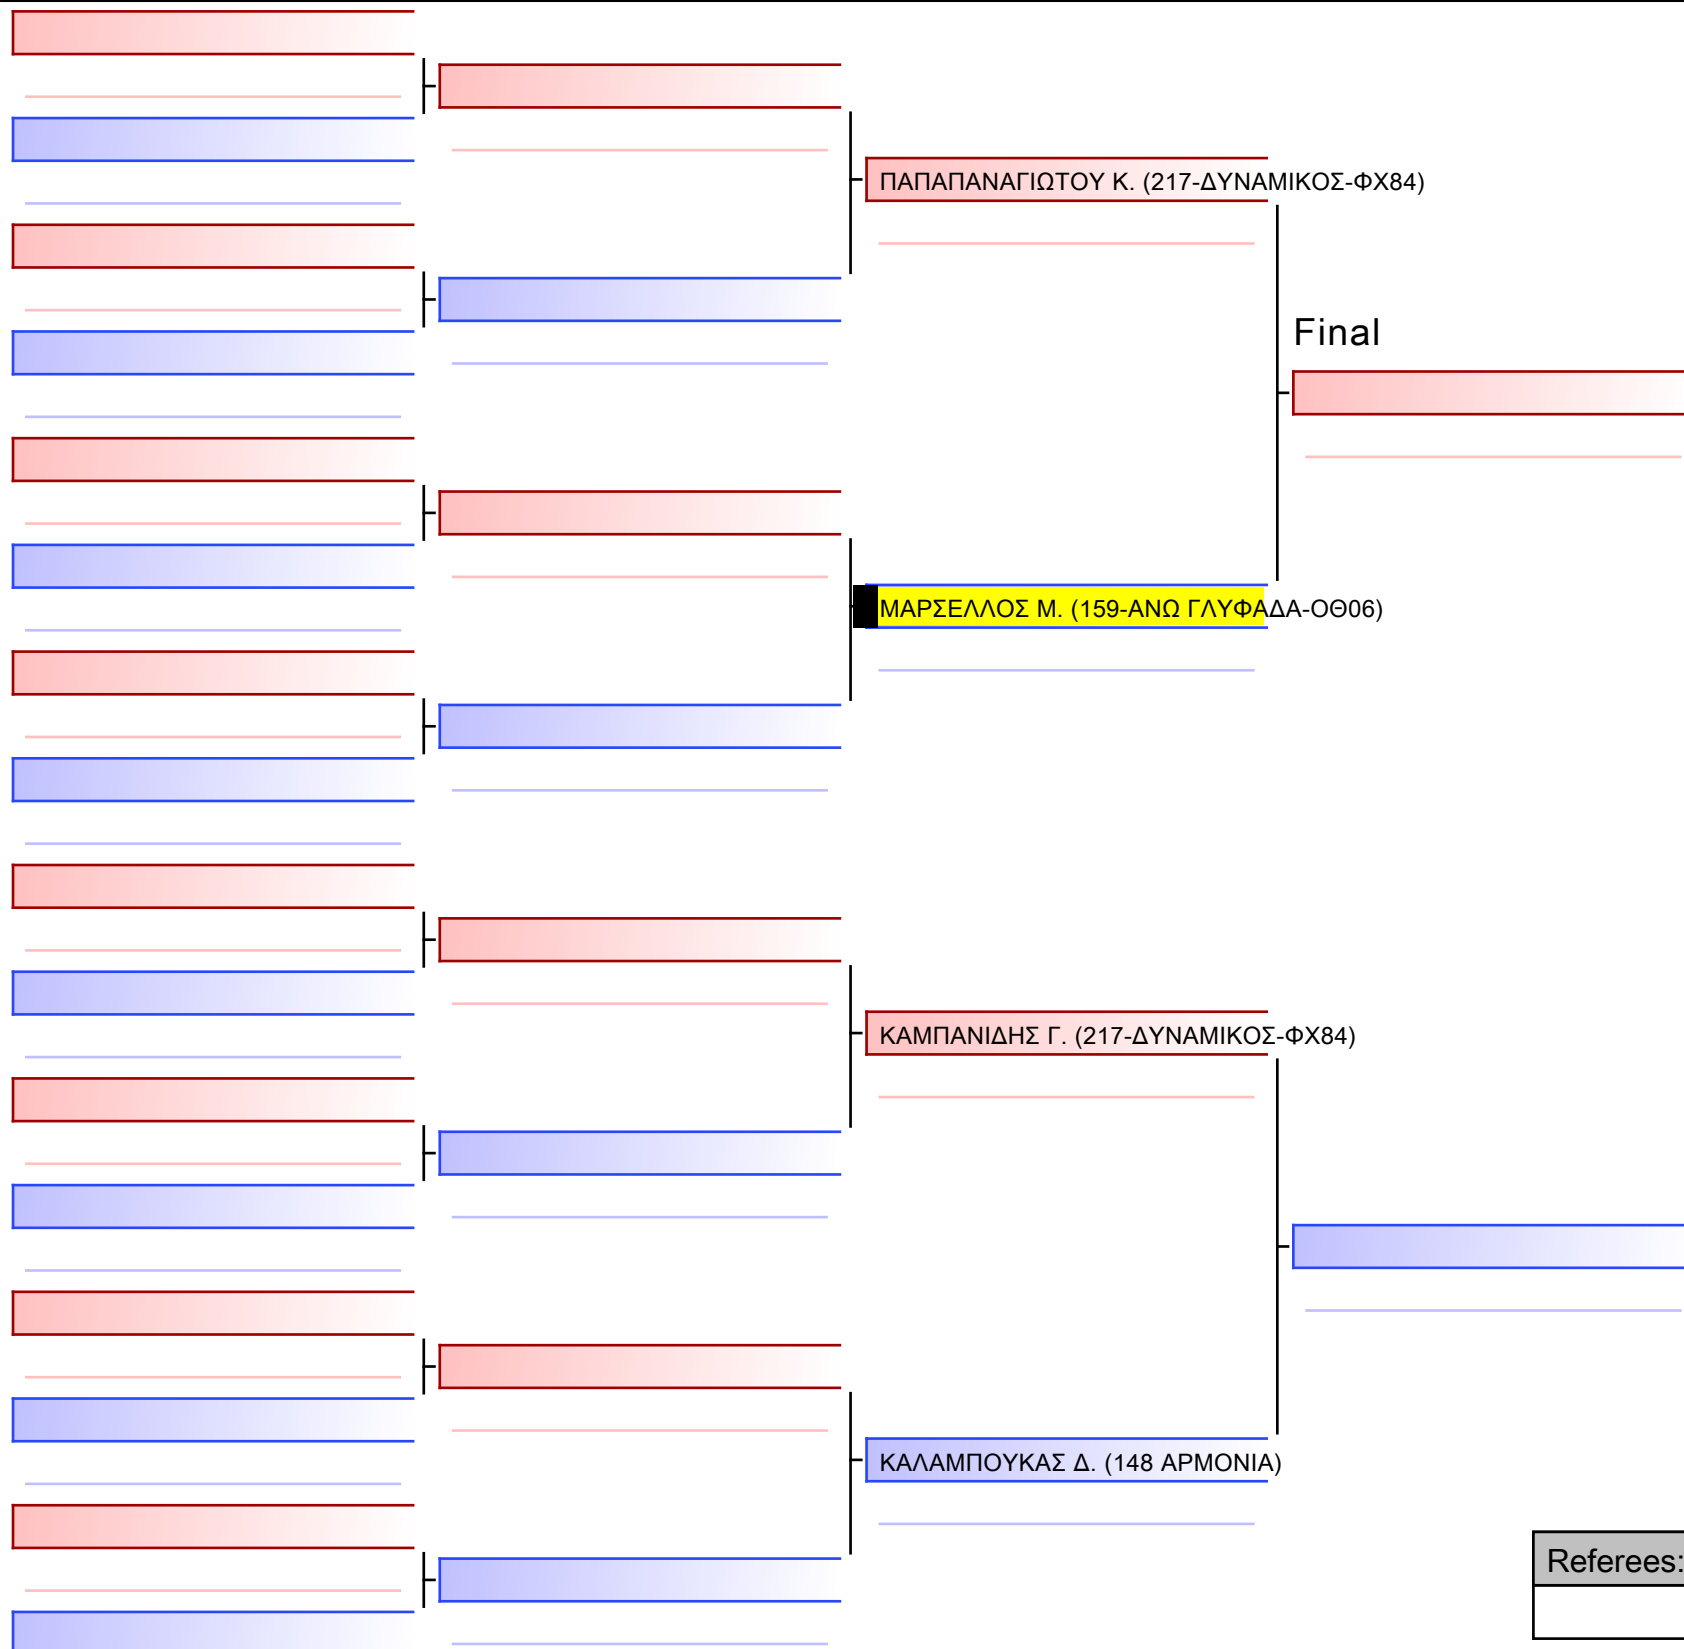 ΠΑΠΑΠΑΝΑΓΙΩΤΟΥ Κ. (217-ΔΥΝΑΜΙΚΟΣ-ΦΧ84)
Final
ΜΑΡΣΕΛΛΟΣ Μ. (159-ΑΝΩ ΓΛΥΦΑΔΑ-ΟΘ06)
ΚΑΜΠΑΝΙΔΗΣ Γ. (217-ΔΥΝΑΜΙΚΟΣ-ΦΧ84)
ΚΑΛΑΜΠΟΥΚΑΣ Δ. (148 ΑΡΜΟΝΙΑ)
Referees: